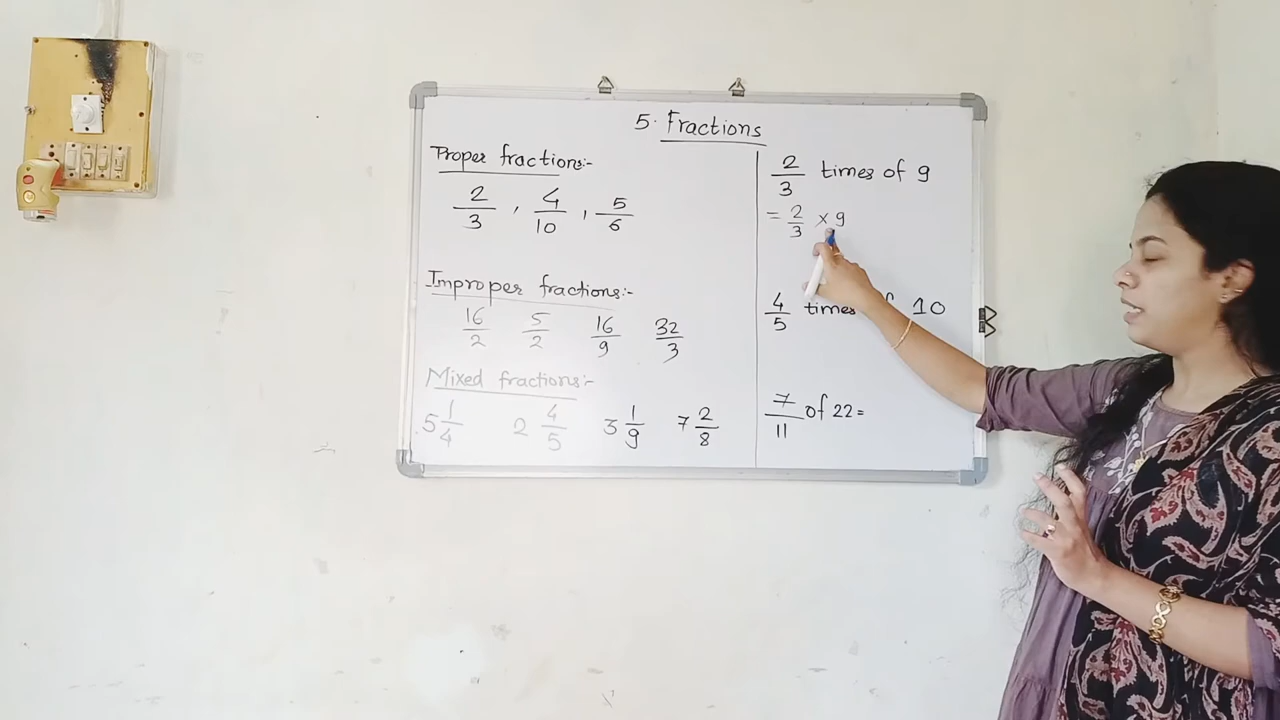 5. Fractions
Proper fractions:-
2/3 , 4/10 , 5/6
Improper fractions:-
16/2 5/2 16/9 32/3
Mixed fractions:-
5 1/4 2 4/5 3 1/9 7 2/8
2/3 times of 9
= 2/3 × 9
4/5 times of 10
7/11 of 22=